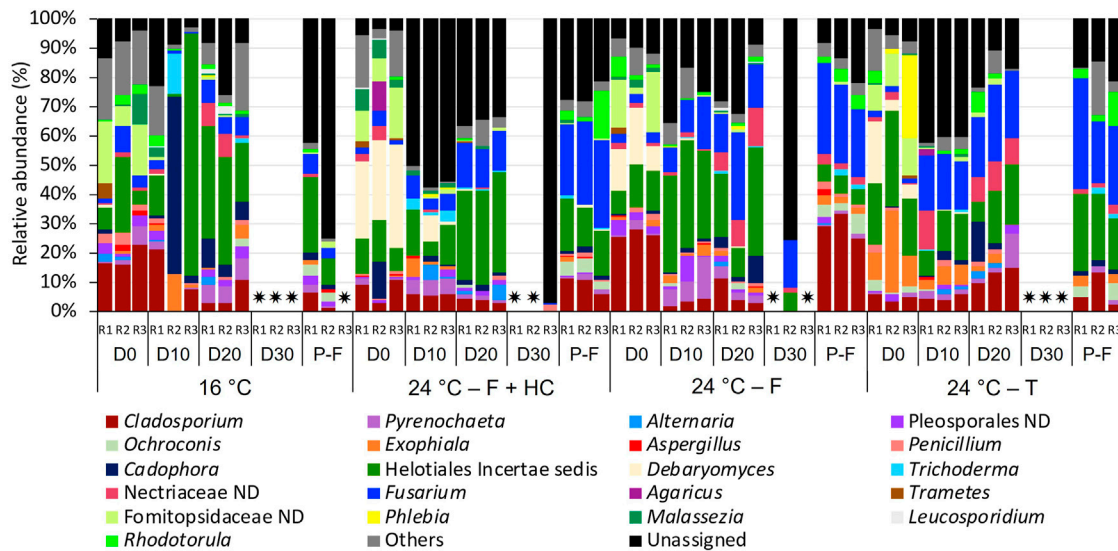 Relative abundance (%)
100%
90%
80%
70%
60%
50%
40%
30%
20%
10%
0%
✷✷✷ ✷ ✷✷ ✷ ✷ ✷✷✷
R1 R2 R3 R1 R2 R3 R1 R2 R3 R1 R2 R3 R1 R2 R3 R1 R2 R3 R1 R2 R3 R1 R2 R3 R1 R2 R3 R1 R2 R3 R1 R2 R3 R1 R2 R3 R1 R2 R3 R1 R2 R3 R1 R2 R3 R1 R2 R3 R1 R2 R3 R1 R2 R3 R1 R2 R3 R1 R2 R3
D0 D10 D20 D30 P-F D0 D10 D20 D30 P-F D0 D10 D20 D30 P-F D0 D10 D20 D30 P-F
16 °C 24 °C – F + HC 24 °C – F 24 °C – T
Cladosporium Pyrenochaeta Alternaria Pleosporales ND
Ochroconis Exophiala Aspergillus Penicillium
Cadophora Helotiales Incertae sedis Debaryomyces Trichoderma
Nectriaceae ND Fusarium Agaricus Trametes
Fomitopsidaceae ND Phlebia Malassezia Leucosporidium
Rhodotorula Others Unassigned